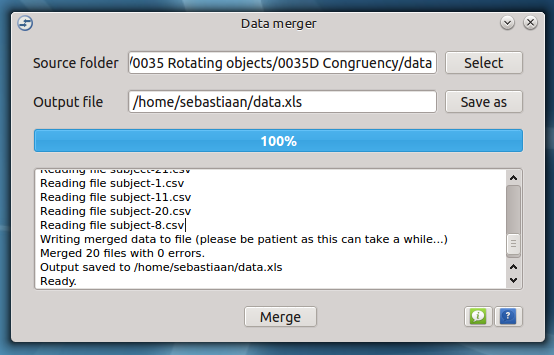 Data merger
Source folder /0035 Rotating objects/0035D Congruency/data Select
Output file /home/sebastiaan/data.xls Save as
100%
Reading file subject-21.csv
Reading file subject-1.csv
Reading file subject-11.csv
Reading file subject-20.csv
Reading file subject-8.csv
Writing merged data to file (please be patient as this can take a while...)
Merged 20 files with 0 errors.
Output saved to /home/sebastiaan/data.xls
Ready.
Merge i ?